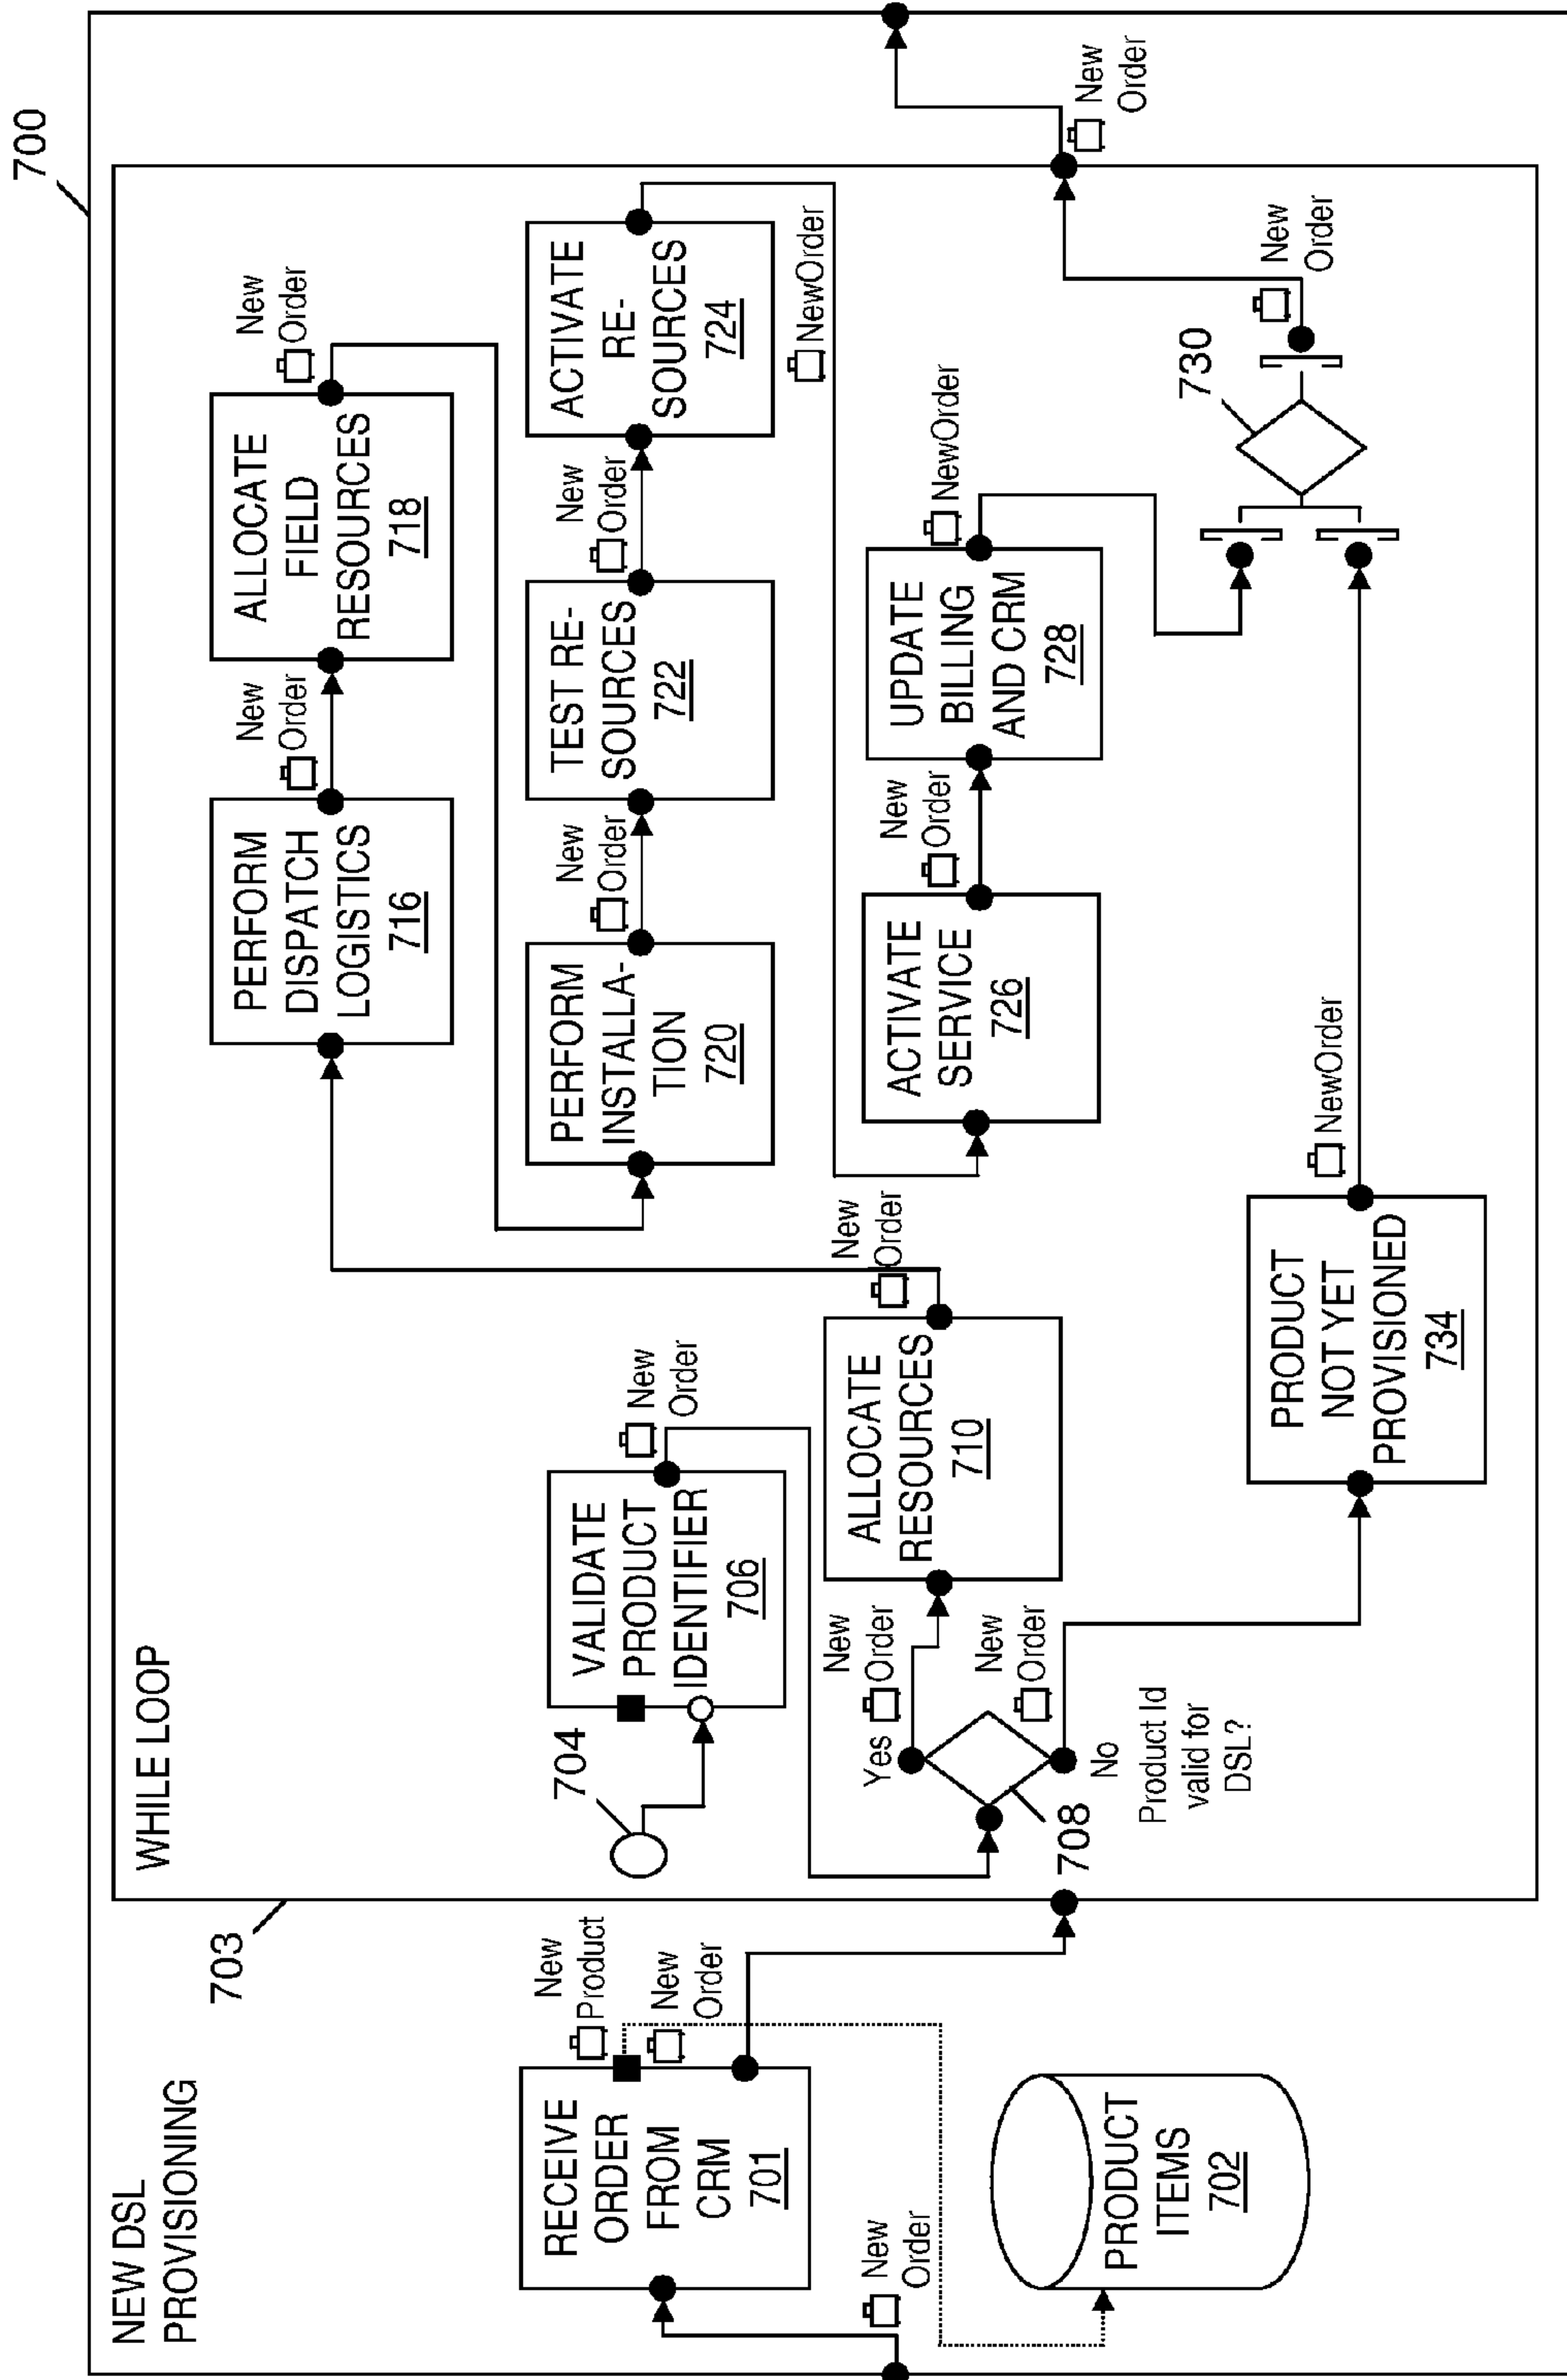 700
NEW DSL
PROVISIONING
703
WHILE LOOP
RECEIVE
ORDER
FROM
CRM
701
New
Product
New
Order
New
Order
PRODUCT
ITEMS
702
704
VALIDATE
PRODUCT
IDENTIFIER
706
New
Order
708
Yes
New
Order
No
New
Order
Product Id
valid for
DSL?
ALLOCATE
RESOURCES
710
New
Order
PERFORM
DISPATCH
LOGISTICS
716
New
Order
ALLOCATE
FIELD
RESOURCES
718
New
Order
PERFORM
INSTALLA-
TION
720
New
Order
TEST RE-
SOURCES
722
New
Order
ACTIVATE
RE-
SOURCES
724
NewOrder
ACTIVATE
SERVICE
726
New
Order
UPDATE
BILLING
AND CRM
728
NewOrder
PRODUCT
NOT YET
PROVISIONED
734
NewOrder
730
New
Order
New
Order